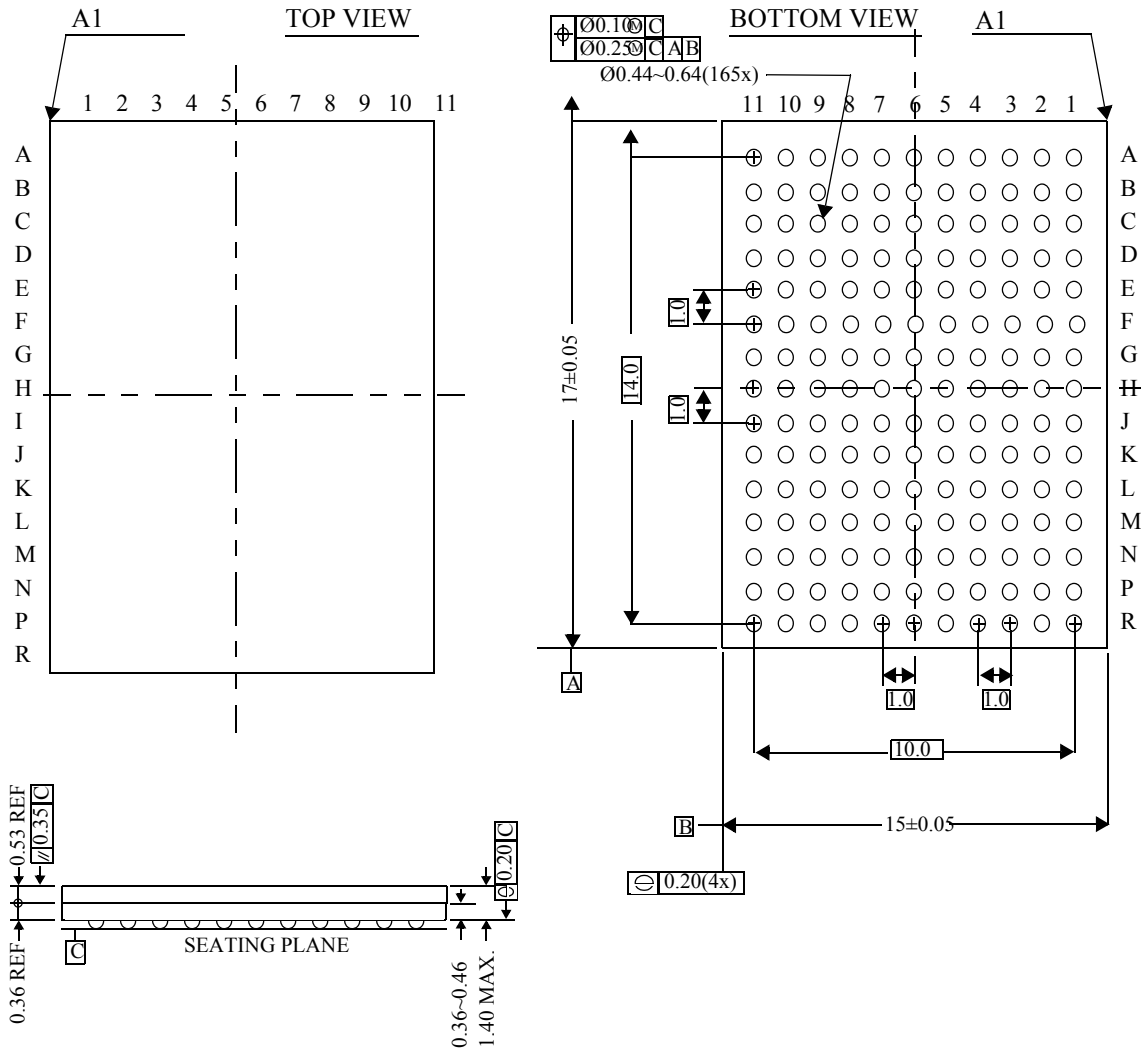 A1
TOP VIEW
1 2 3 4 5 6 7 8 9 10 11
A
B
C
D
E
F
G
H
I
J
K
L
M
N
P
R
Ø0.10Ⓜ C
Ø0.25Ⓜ C A B
Ø0.44~0.64(165x)
BOTTOM VIEW
A1
11 10 9 8 7 6 5 4 3 2 1
A
B
C
D
E
F
G
H
J
K
L
M
N
P
R
1.0
1.0
14.0
17±0.05
A
1.0
1.0
10.0
B
15±0.05
0.20(4x)
0.53 REF
// 0.35 C
0.36 REF
C
SEATING PLANE
0.20 C
0.36~0.46
1.40 MAX.